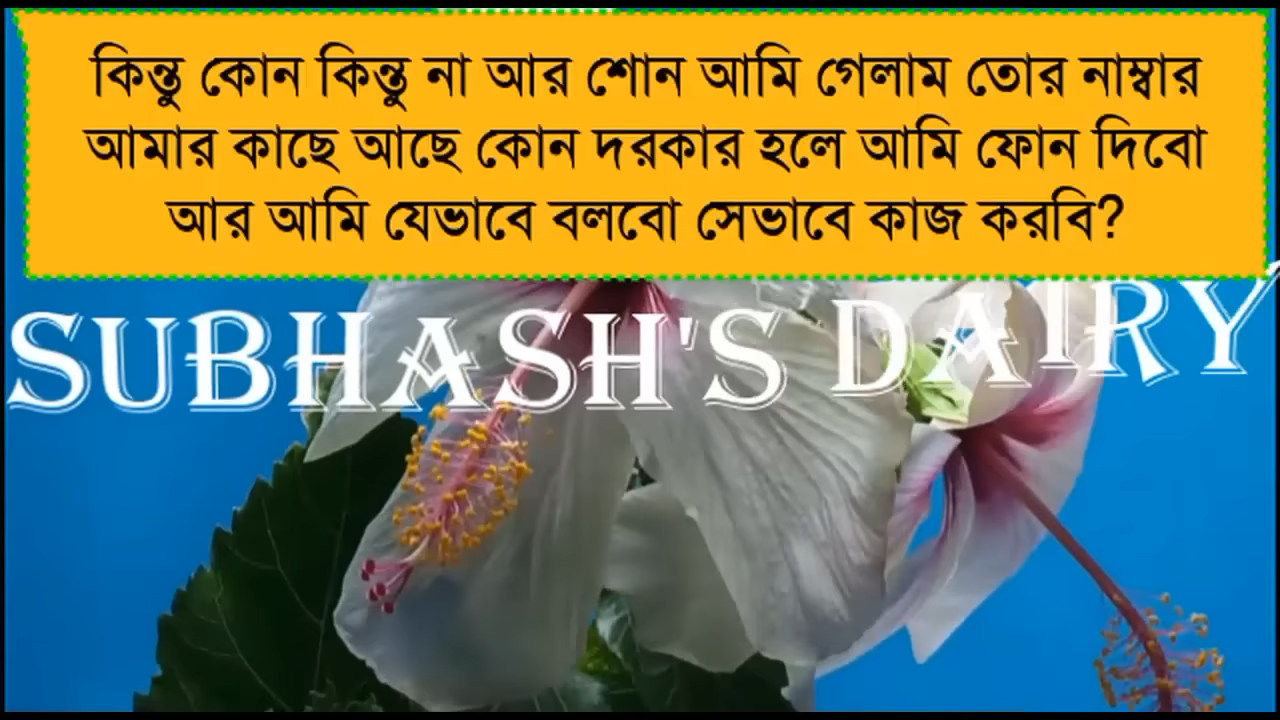 কিন্তু কোন কিন্তু না আর শোন আমি গেলাম তোর নাম্বার
আমার কাছে আছে কোন দরকার হলে আমি ফোন দিবো
আর আমি যেভাবে বলবো সেভাবে কাজ করবি?
SUBHASH'S DAIRY